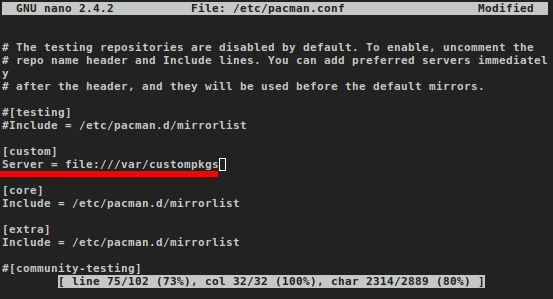 GNU nano 2.4.2 File: /etc/pacman.conf Modified
# The testing repositories are disabled by default. To enable, uncomment the
# repo name header and Include lines. You can add preferred servers immediatel
y
# after the header, and they will be used before the default mirrors.
#[testing]
#Include = /etc/pacman.d/mirrorlist
[custom]
Server = file:///var/custompkgs
[core]
Include = /etc/pacman.d/mirrorlist
[extra]
Include = /etc/pacman.d/mirrorlist
#[community-testing]
[ line 75/102 (73%), col 32/32 (100%), char 2314/2889 (80%) ]